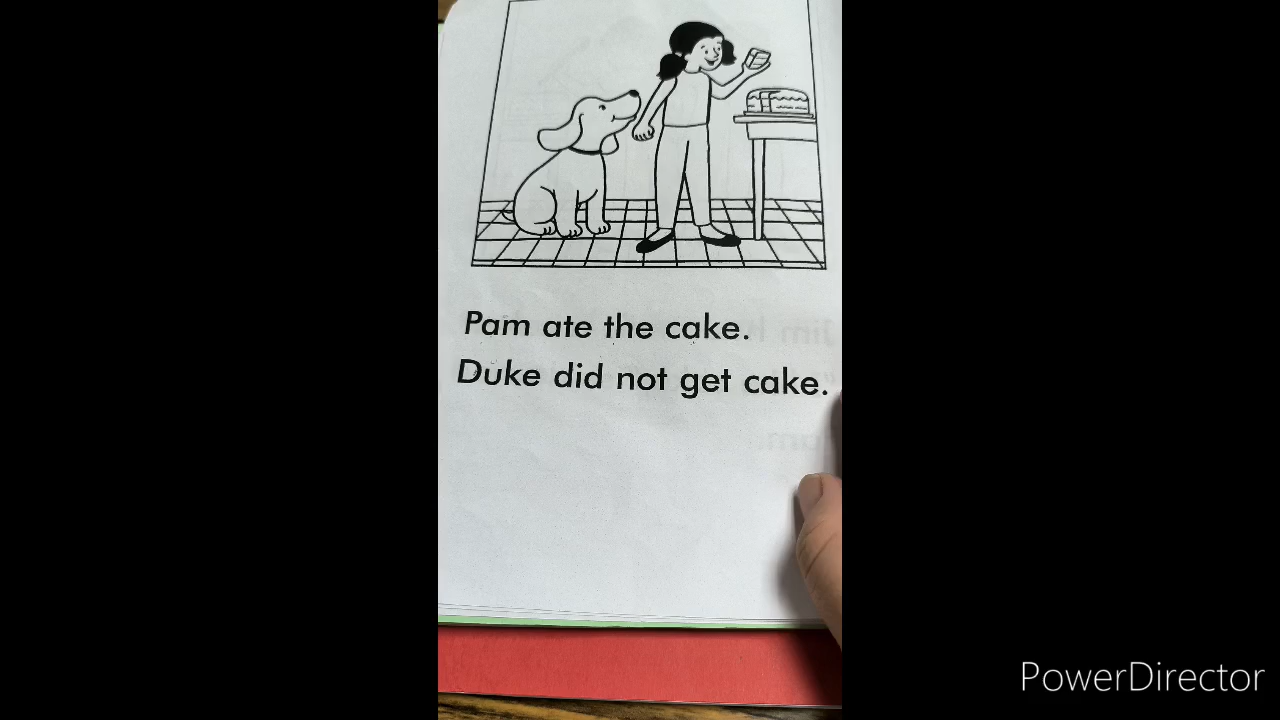 Pam ate the cake.
Duke did not get cake.
PowerDirector